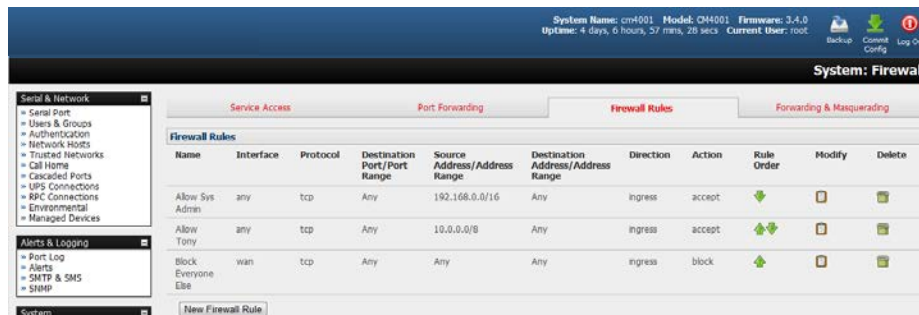 System Name: cm4001 Model: CM4001 Firmware: 3.4.0
Uptime: 4 days, 6 hours, 57 mins, 28 secs Current User: root
Backup
Commit
Config
Log O
System: Firewal
Serial & Network
Serial Port
Users & Groups
Authentication
Network Hosts
Trusted Networks
Call Home
Cascaded Ports
UPS Connections
RPC Connections
Environmental
Managed Devices
Alerts & Logging
Port Log
Alerts
SMTP & SMS
SNMP
System
Service Access Port Forwarding Firewall Rules Forwarding & Masquerading
Firewall Rules
Name Interface Protocol Destination Port/Port Range Source Address/Address Range Destination Address/Address Range Direction Action Rule Order Modify Delete
Allow Sys Admin any tcp Any 192.168.0.0/16 Any ingress accept
Allow Tony any tcp Any 10.0.0.0/8 Any ingress accept
Block Everyone Else wan tcp Any Any Any ingress block
New Firewall Rule